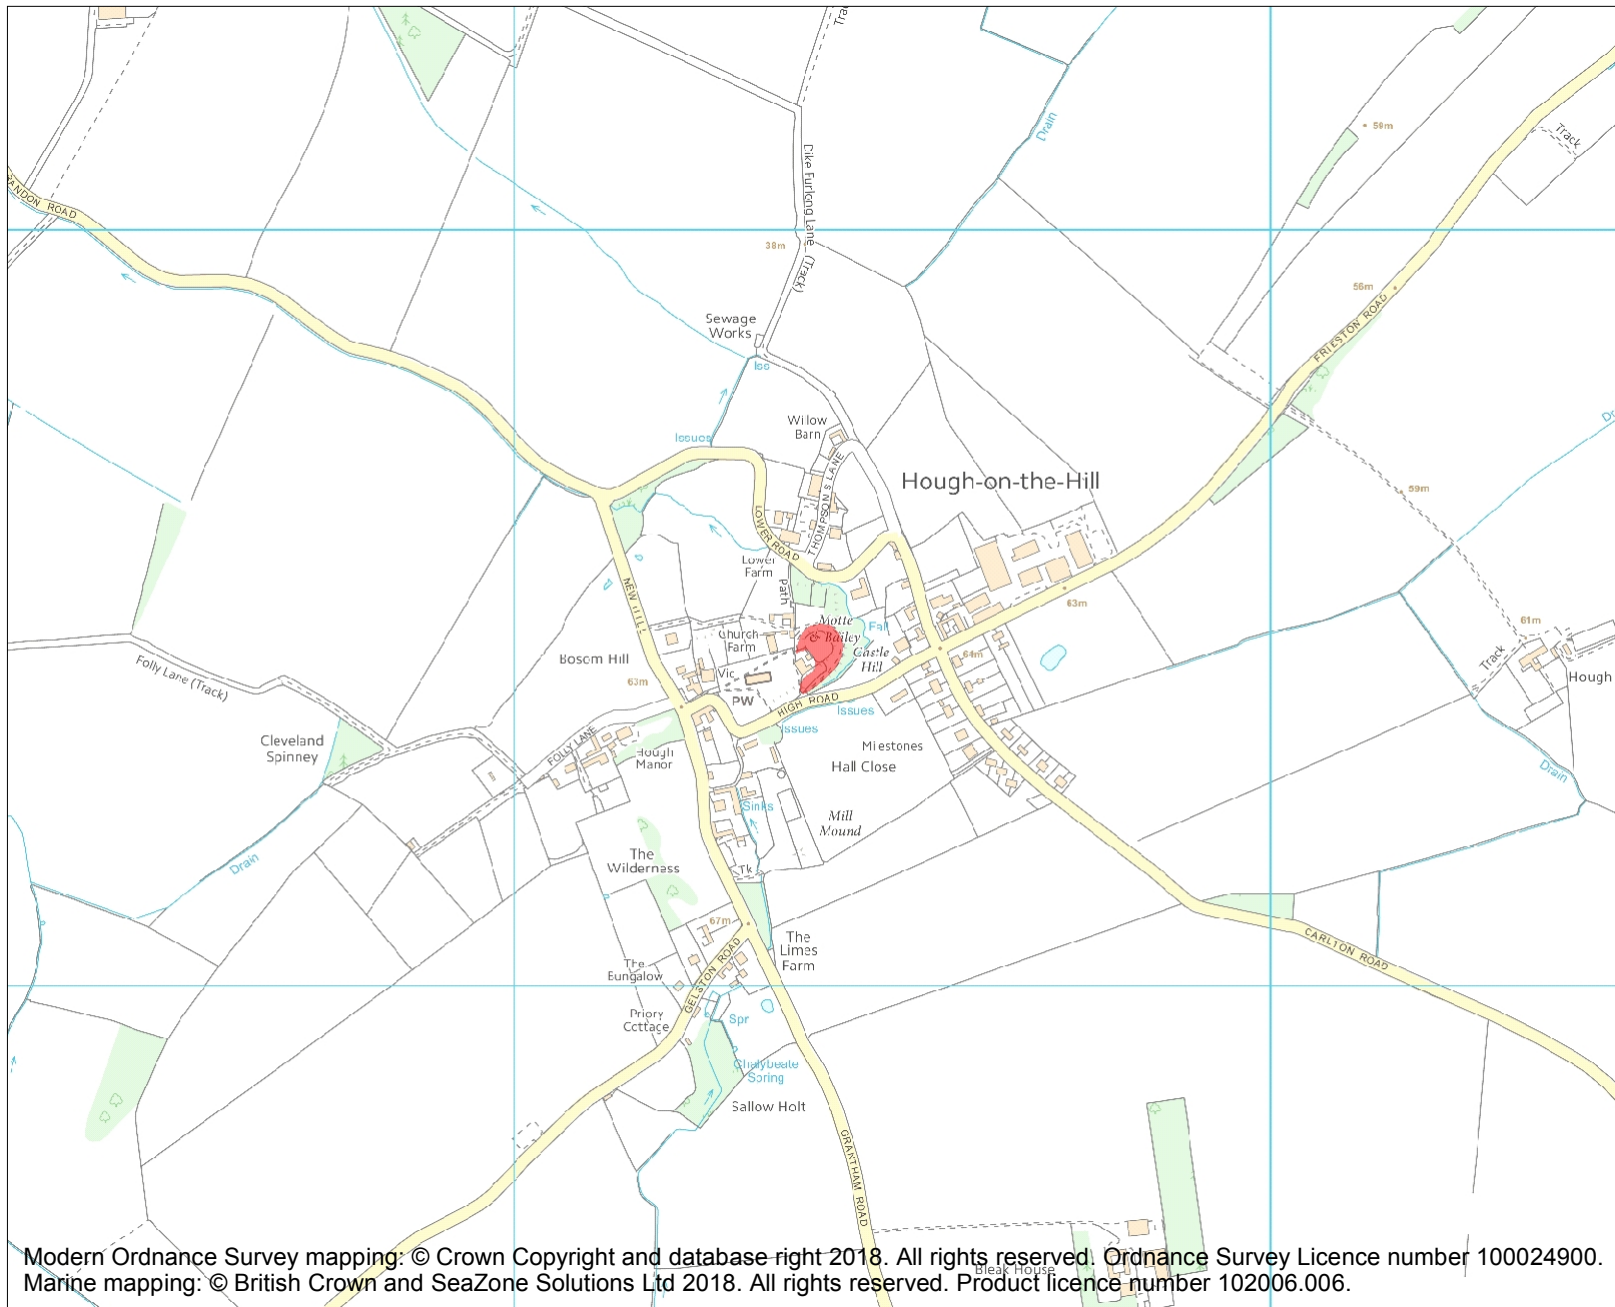 Track
59m
Drain
Dike Furlong Lane (Track)
ROAD
38m
56m
FRIESTON ROAD
Sewage
Works
Iss
Willow
Barn
Issues
THOMPSON'S LANE
Hough-on-the-Hill
59m
LOWER ROAD
Lower
Farm
Path
NEW HILL
63m
61m
Motte
& Bailey
Fall
Castle
Hill
64m
Church
Farm
Track
Hough
Bosom Hill
Folly Lane (Track)
Vic
63m
PW
HIGH ROAD
Issues
Issues
Cleveland
Spinney
FOLLY LANE
Hough
Manor
Milestones
Hall Close
Drain
Sinks
Mill
Mound
Drain
The
Wilderness
Tk
67m
The
Limes
Farm
CARLTON ROAD
The
Bungalow
GELSTON ROAD
Priory
Cottage
Spr
Chalybeate
Spring
Sallow Holt
GRANTHAM ROAD
Bleak House
Modern Ordnance Survey mapping: © Crown Copyright and database right 2018. All rights reserved. Ordnance Survey Licence number 100024900.
Marine mapping: © British Crown and SeaZone Solutions Ltd 2018. All rights reserved. Product licence number 102006.006.